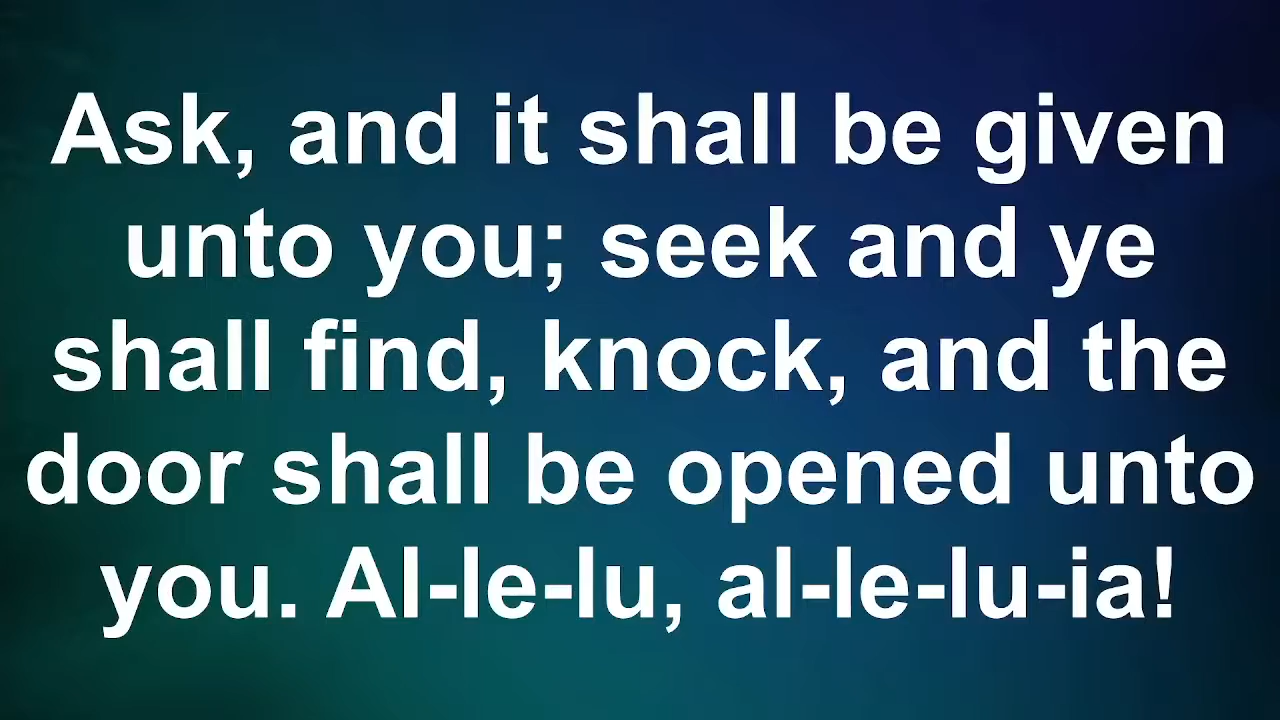 Ask, and it shall be given
unto you; seek and ye
shall find, knock, and the
door shall be opened unto
you. Al-le-lu, al-le-lu-ia!